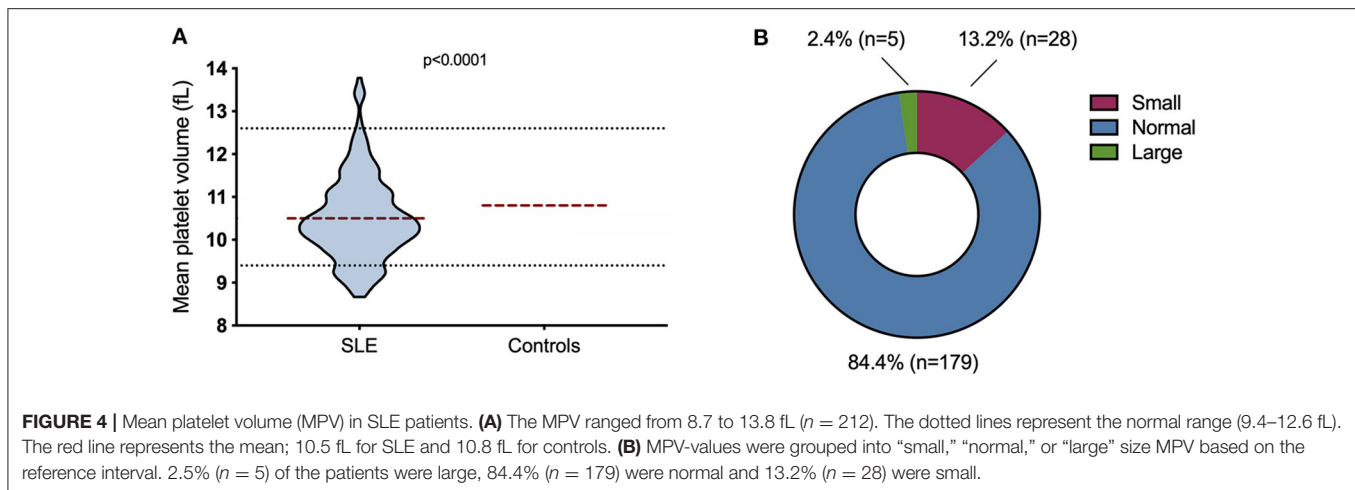 A
p<0.0001
Mean platelet volume (fL)
14
13
12
11
10
9
8
SLE
Controls
B
2.4% (n=5)
13.2% (n=28)
84.4% (n=179)
Small
Normal
Large
FIGURE 4 | Mean platelet volume (MPV) in SLE patients. (A) The MPV ranged from 8.7 to 13.8 fL (n = 212). The dotted lines represent the normal range (9.4–12.6 fL).
The red line represents the mean; 10.5 fL for SLE and 10.8 fL for controls. (B) MPV-values were grouped into “small,” “normal,” or “large” size MPV based on the
reference interval. 2.5% (n = 5) of the patients were large, 84.4% (n = 179) were normal and 13.2% (n = 28) were small.